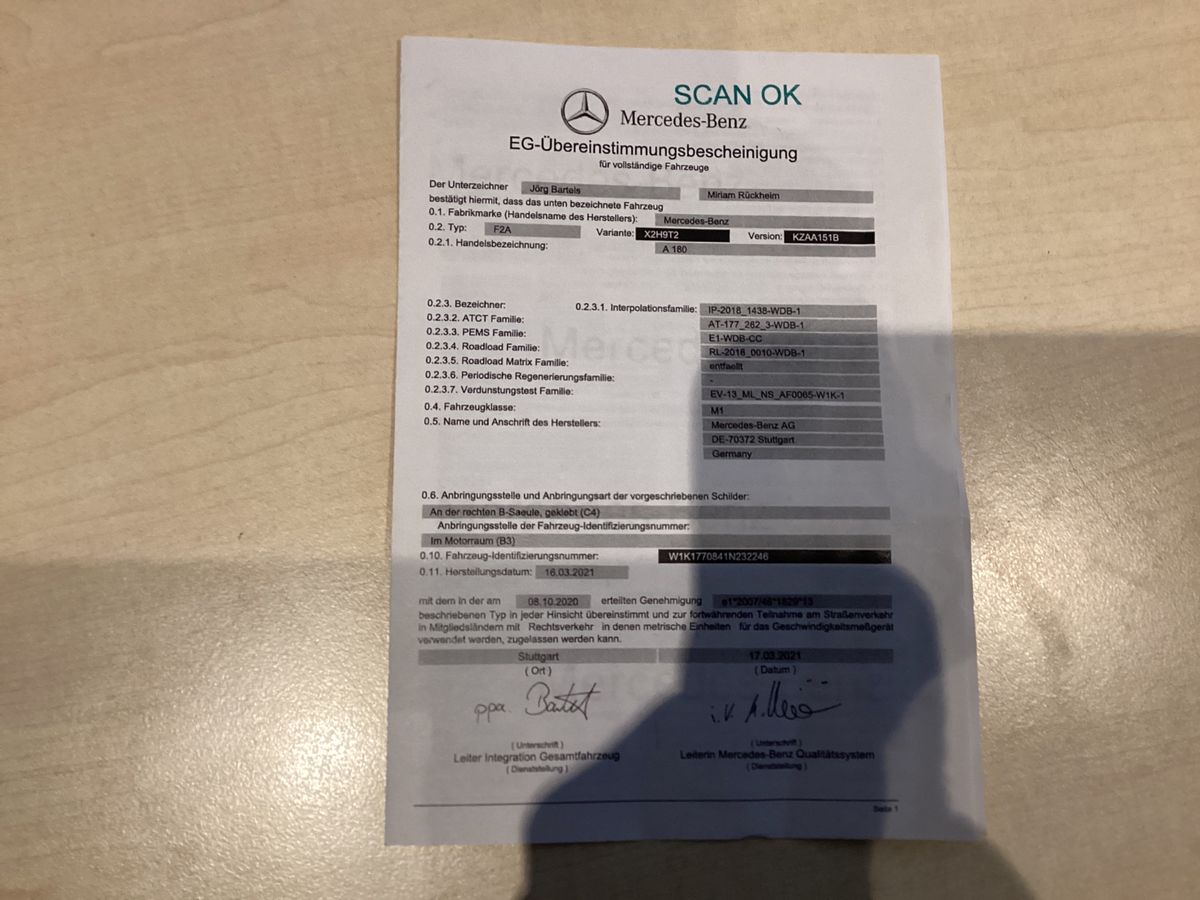 SCAN OK
Mercedes-Benz
EG-Übereinstimmungsbescheinigung
für vollständige Fahrzeuge
Der Unterzeichner Jörg Bartels Miriam Rückheim
bestätigt hiermit, dass das unten bezeichnete Fahrzeug
0.1. Fabrikmarke (Handelsname des Herstellers): Mercedes-Benz
0.2. Typ: F2A Variante: X2H9T2 Version: KZAA151B
0.2.1. Handelsbezeichnung: A 180
0.2.3. Bezeichner: 0.2.3.1. Interpolationsfamilie: IP-2018_1438-WDB-1
0.2.3.2. ATCT Familie: AT-177_282_3-WDB-1
0.2.3.3. PEMS Familie: E1-WDB-CC
0.2.3.4. Roadload Familie: RL-2018_0010-WDB-1
0.2.3.5. Roadload Matrix Familie: entfaellt
0.2.3.6. Periodische Regenerierungsfamilie: -
0.2.3.7. Verdunstungstest Familie: EV-13_ML_NS_AF0065-W1K-1
0.4. Fahrzeugklasse: M1
0.5. Name und Anschrift des Herstellers: Mercedes-Benz AG
DE-70372 Stuttgart
Germany
0.6. Anbringungsstelle und Anbringungsart der vorgeschriebenen Schilder:
An der rechten B-Saeule, geklebt (C4)
Anbringungsstelle der Fahrzeug-Identifizierungsnummer:
Im Motorraum (B3)
0.10. Fahrzeug-Identifizierungsnummer: W1K1770841N232246
0.11. Herstellungsdatum: 16.03.2021
mit dem in der am 08.10.2020 erteilten Genehmigung e1*2007/46*1829*13
beschriebenen Typ in jeder Hinsicht übereinstimmt und zur fortwährenden Teilnahme am Straßenverkehr
in Mitgliedsländern mit Rechtsverkehr in denen metrische Einheiten für das Geschwindigkeitsmeßgerät
verwendet werden, zugelassen werden kann.
Stuttgart 17.03.2021
( Ort ) ( Datum )
ppa. i.V.
( Unterschrift ) ( Unterschrift )
Leiter Integration Gesamtfahrzeug Leiterin Mercedes-Benz Qualitätssystem
( Dienststellung ) ( Dienststellung )
Seite 1